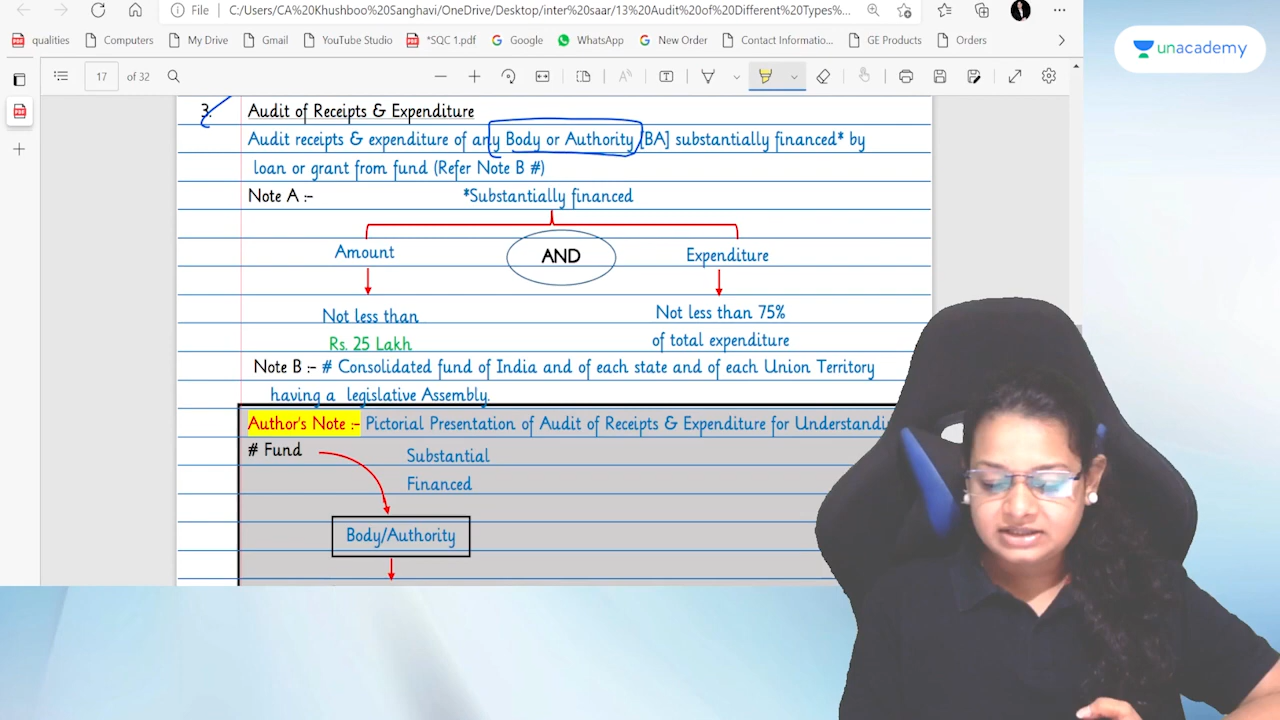 File
C:/Users/CA%20Khushboo%20Sanghavi/OneDrive/Desktop/inter%20saar/13%20Audit%20of%20Different%20Types%...
qualities
Computers
My Drive
Gmail
YouTube Studio
*SQC 1.pdf
Google
WhatsApp
New Order
Contact Informatio...
GE Products
Orders
unacademy
17 of 32
3. Audit of Receipts & Expenditure
Audit receipts & expenditure of any Body or Authority [BA] substantially financed* by
loan or grant from fund (Refer Note B #)
Note A :- *Substantially financed
Amount AND Expenditure
Not less than Not less than 75%
Rs. 25 Lakh of total expenditure
Note B :- # Consolidated fund of India and of each state and of each Union Territory
having a legislative Assembly.
Author's Note :- Pictorial Presentation of Audit of Receipts & Expenditure for
# Fund Substantial
Financed
Body/Authority